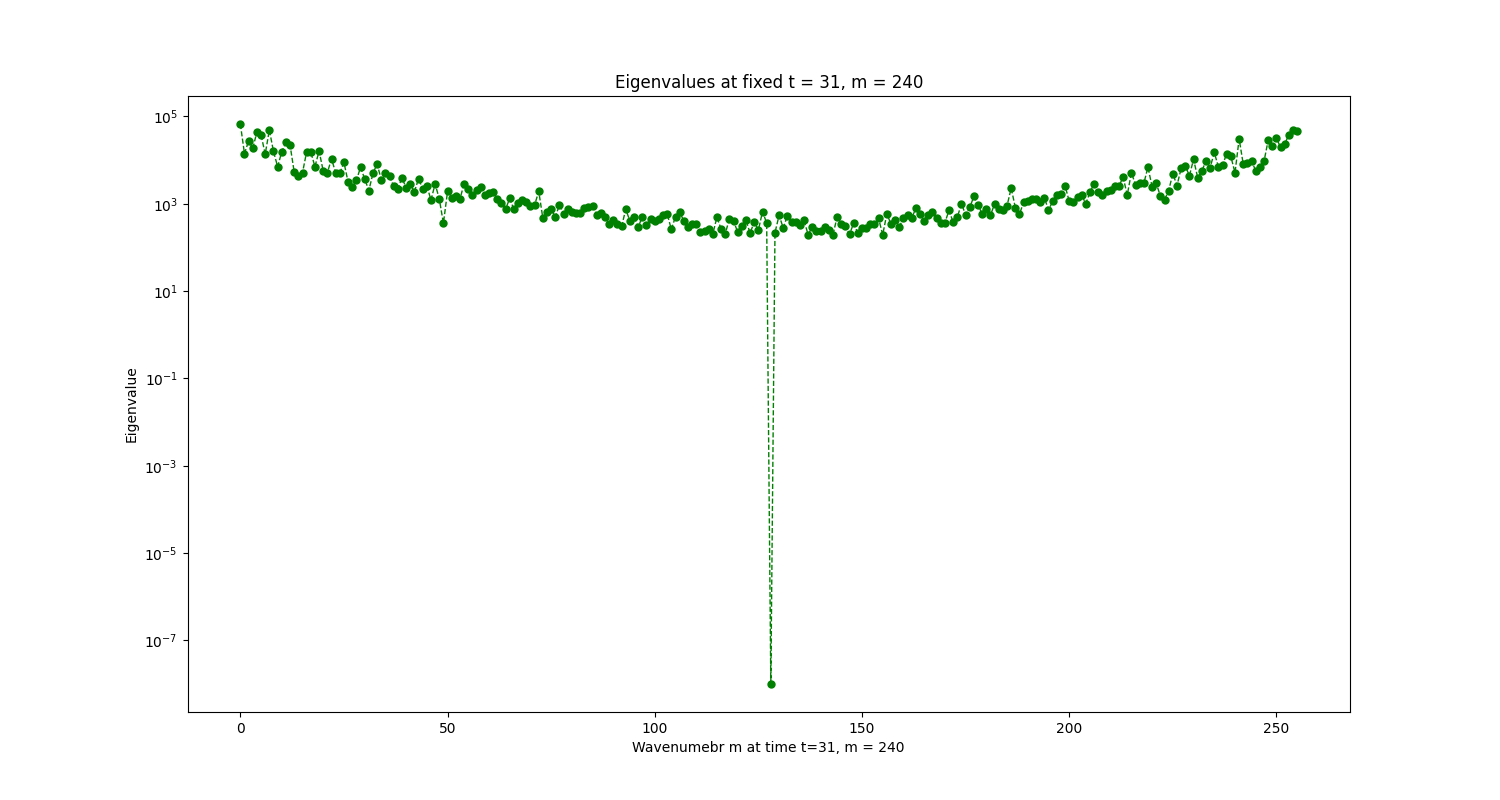 Eigenvalues at fixed t = 31, m = 240
10^5
10^3
10^1
10^-1
10^-3
10^-5
10^-7
Eigenvalue
0 50 100 150 200 250
Wavenumebr m at time t=31, m = 240